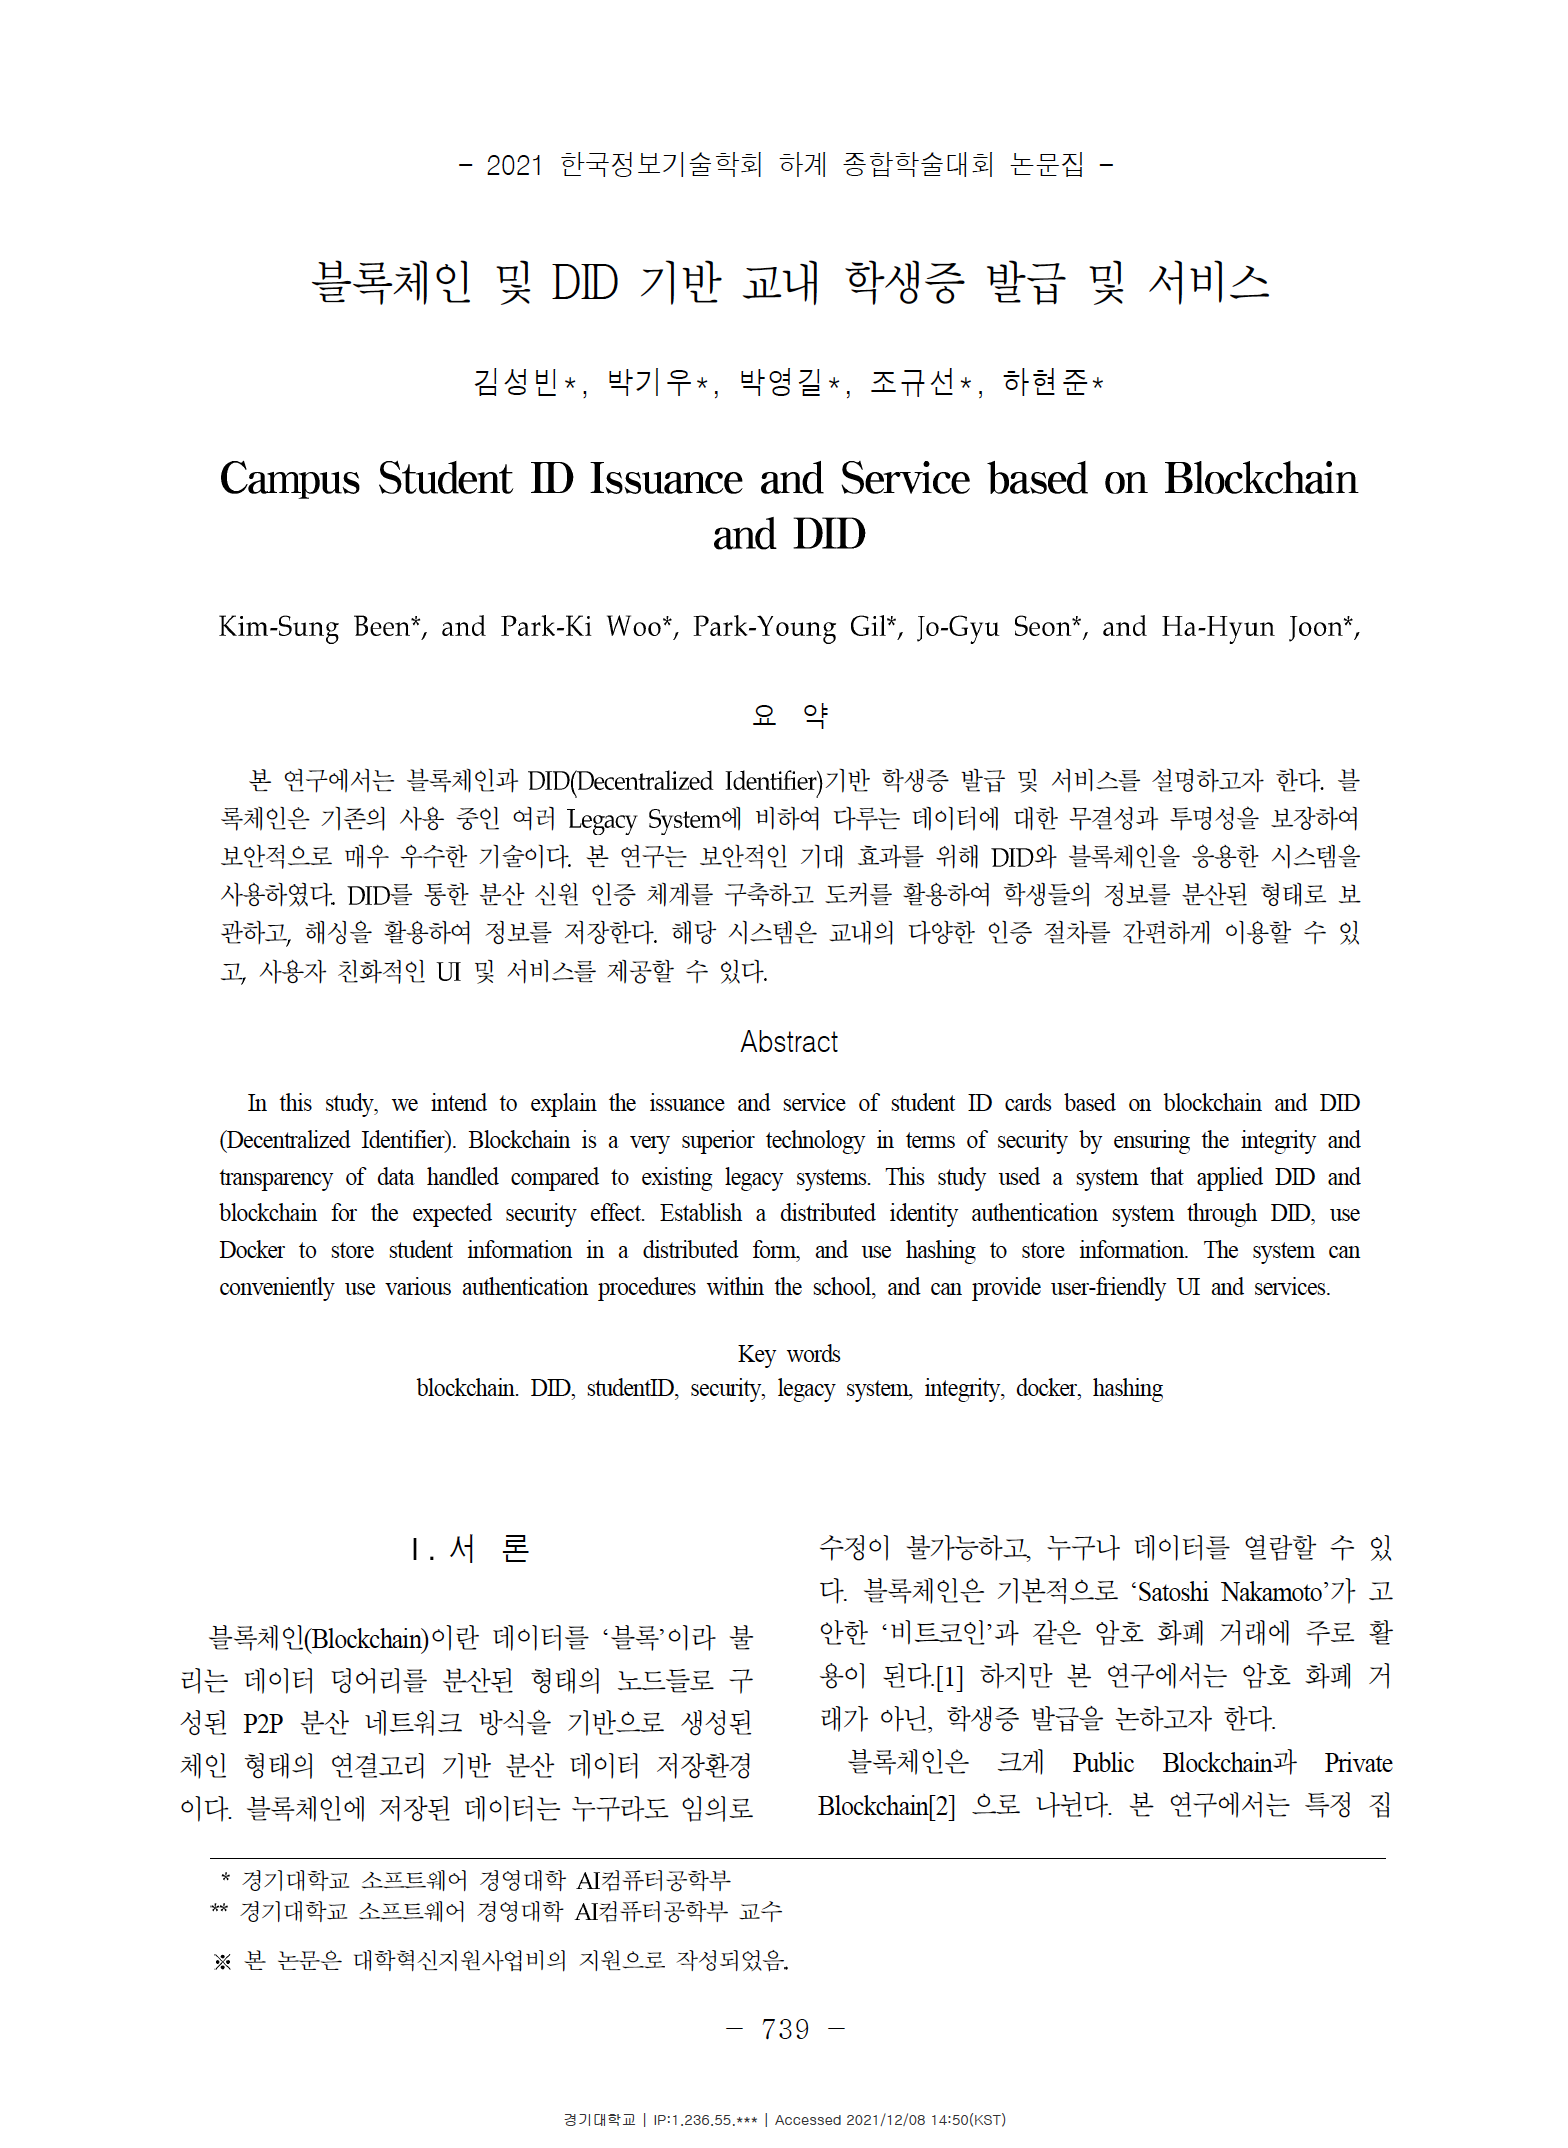 - 2021 한국정보기술학회 하계 종합학술대회 논문집 -
블록체인 및 DID 기반 교내 학생증 발급 및 서비스
김성빈*, 박기우*, 박영길*, 조규선*, 하현준*
Campus Student ID Issuance and Service based on Blockchain
and DID
Kim-Sung Been*, and Park-Ki Woo*, Park-Young Gil*, Jo-Gyu Seon*, and Ha-Hyun Joon*,
요 약
본 연구에서는 블록체인과 DID(Decentralized Identifier)기반 학생증 발급 및 서비스를 설명하고자 한다. 블
록체인은 기존의 사용 중인 여러 Legacy System에 비하여 다루는 데이터에 대한 무결성과 투명성을 보장하여
보안적으로 매우 우수한 기술이다. 본 연구는 보안적인 기대 효과를 위해 DID와 블록체인을 응용한 시스템을
사용하였다. DID를 통한 분산 신원 인증 체계를 구축하고 도커를 활용하여 학생들의 정보를 분산된 형태로 보
관하고, 해싱을 활용하여 정보를 저장한다. 해당 시스템은 교내의 다양한 인증 절차를 간편하게 이용할 수 있
고, 사용자 친화적인 UI 및 서비스를 제공할 수 있다.
Abstract
In this study, we intend to explain the issuance and service of student ID cards based on blockchain and DID
(Decentralized Identifier). Blockchain is a very superior technology in terms of security by ensuring the integrity and
transparency of data handled compared to existing legacy systems. This study used a system that applied DID and
blockchain for the expected security effect. Establish a distributed identity authentication system through DID, use
Docker to store student information in a distributed form, and use hashing to store information. The system can
conveniently use various authentication procedures within the school, and can provide user-friendly UI and services.
Key words
blockchain. DID, studentID, security, legacy system, integrity, docker, hashing
Ⅰ. 서 론
블록체인(Blockchain)이란 데이터를 ‘블록’이라 불
리는 데이터 덩어리를 분산된 형태의 노드들로 구
성된 P2P 분산 네트워크 방식을 기반으로 생성된
체인 형태의 연결고리 기반 분산 데이터 저장환경
이다. 블록체인에 저장된 데이터는 누구라도 임의로
수정이 불가능하고, 누구나 데이터를 열람할 수 있
다. 블록체인은 기본적으로 ‘Satoshi Nakamoto’가 고
안한 ‘비트코인’과 같은 암호 화폐 거래에 주로 활
용이 된다.[1] 하지만 본 연구에서는 암호 화폐 거
래가 아닌, 학생증 발급을 논하고자 한다.
블록체인은 크게 Public Blockchain과 Private
Blockchain[2] 으로 나뉜다. 본 연구에서는 특정 집
* 경기대학교 소프트웨어 경영대학 AI컴퓨터공학부
** 경기대학교 소프트웨어 경영대학 AI컴퓨터공학부 교수
※ 본 논문은 대학혁신지원사업비의 지원으로 작성되었음.
- 739 -
경기대학교 | IP:1.236.55.*** | Accessed 2021/12/08 14:50(KST)